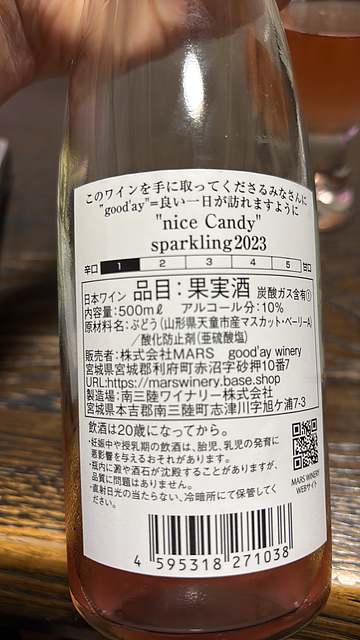 このワインを手に取ってくださるみなさんに
"good'ay"=良い一日が訪れますように
"nice Candy"
sparkling2023
辛口 1 2 3 4 5 甘口
日本ワイン 品目：果実酒 炭酸ガス含有①
内容量：500mℓ アルコール分：10%
原材料名：ぶどう（山形県天童市産マスカット・ベーリーA）
／酸化防止剤（亜硫酸塩）
販売者：株式会社MARS good'ay winery
宮城県宮城郡利府町赤沼字砂押10番7
URL:https://marswinery.base.shop
製造場：南三陸ワイナリー株式会社
宮城県本吉郡南三陸町志津川字旭ケ浦7-3
飲酒は20歳になってから。
・妊娠中や授乳期の飲酒は、胎児、乳児の発育に
悪影響を与えるおそれがあります。
・瓶内に澱や酒石が沈殿することがありますが、
品質に問題はありません。
・直射日光の当たらない、冷暗所にて保管してく
ださい。
MARS WINERY
WEBサイト
4 595318 271038